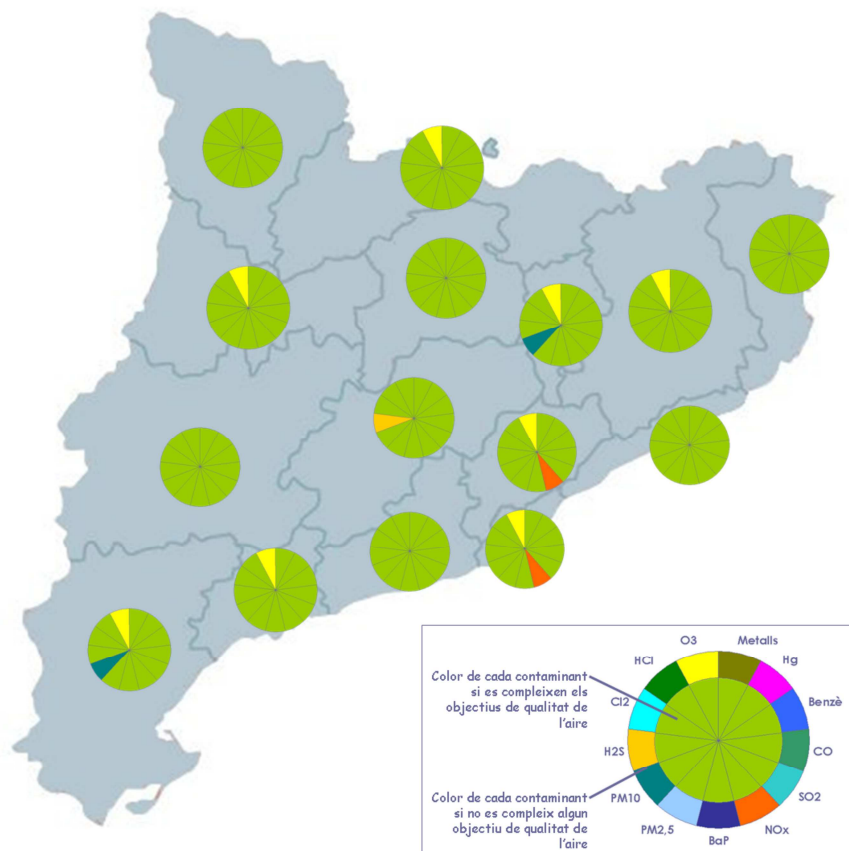 O3
Metalls
HCl
Hg
Color de cada contaminant
si es compleixen els
objectius de qualitat de
l'aire
Cl2
Benzè
H2S
CO
PM10
SO2
Color de cada contaminant
si no es compleix algun
objectiu de qualitat de
l'aire
PM2,5
NOx
BaP